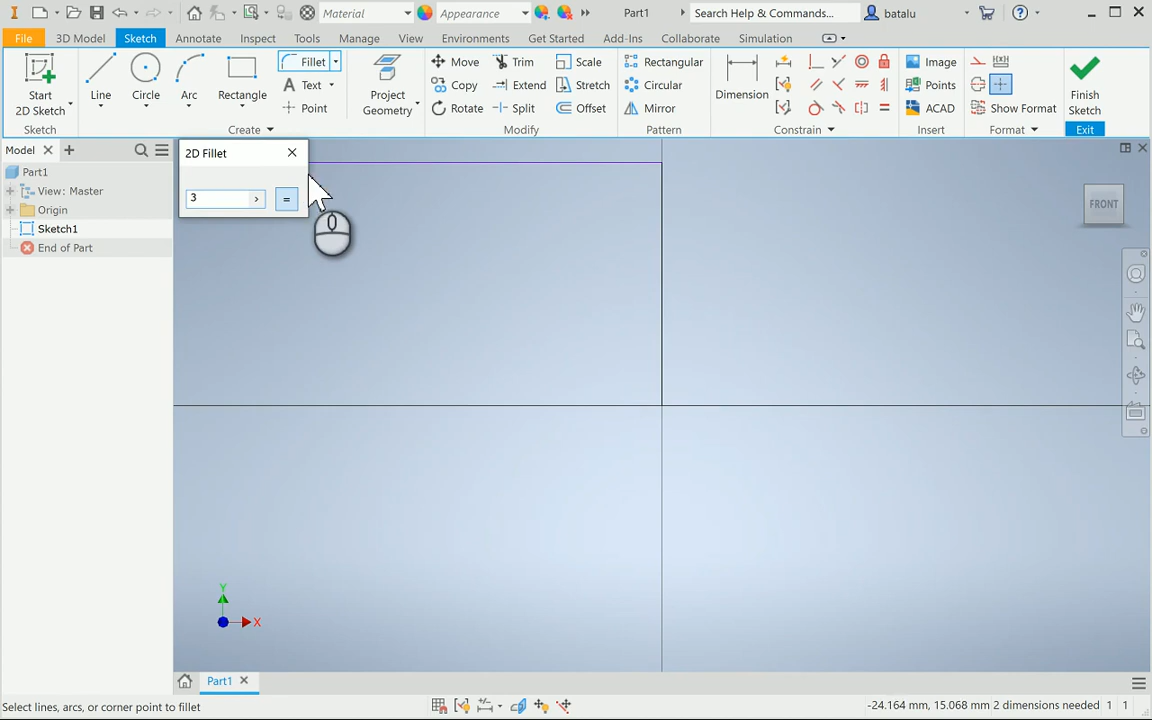 Material
Appearance
Part1
Search Help & Commands...
batalu
File
3D Model
Sketch
Annotate
Inspect
Tools
Manage
View
Environments
Get Started
Add-Ins
Collaborate
Simulation
Start
2D Sketch
Line
Circle
Arc
Rectangle
Fillet
Text
Point
Project
Geometry
Move
Copy
Rotate
Trim
Extend
Split
Scale
Stretch
Offset
Rectangular
Circular
Mirror
Dimension
Image
Points
ACAD
Show Format
Finish
Sketch
Sketch
Create
Modify
Pattern
Constrain
Insert
Format
Exit
Model
Part1
View: Master
Origin
Sketch1
End of Part
2D Fillet
3
=
FRONT
Y
X
Part1
Select lines, arcs, or corner point to fillet
-24.164 mm, 15.068 mm 2 dimensions needed 1 1